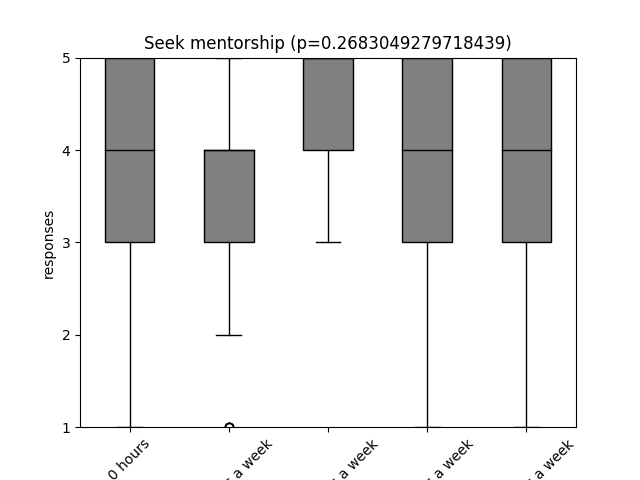 Seek mentorship (p=0.2683049279718439)
responses
5
4
3
2
1
0 hours
a week
a week
a week
a week